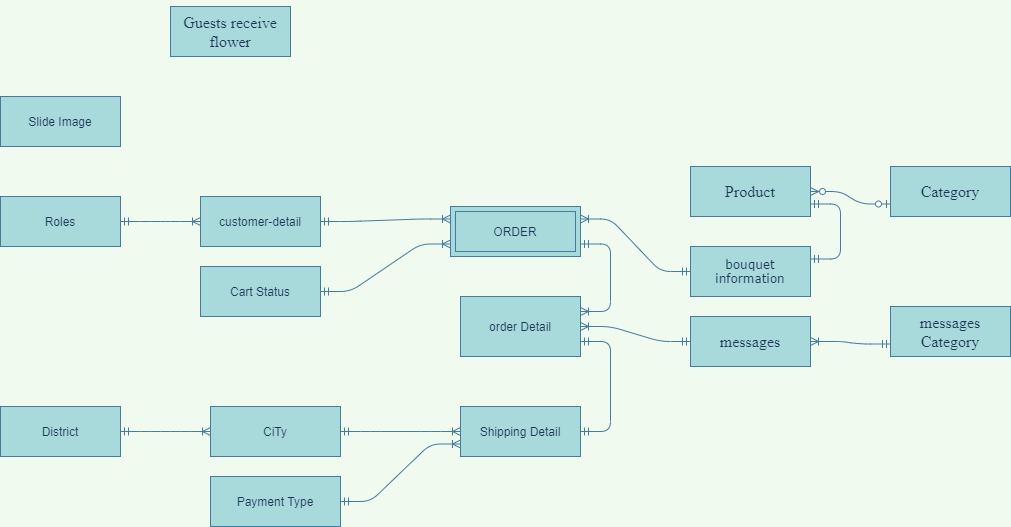 Guests receive
flower
Slide Image
Product
Category
Roles
customer-detail
ORDER
bouquet
information
Cart Status
order Detail
messages
messages
Category
District
CiTy
Shipping Detail
Payment Type